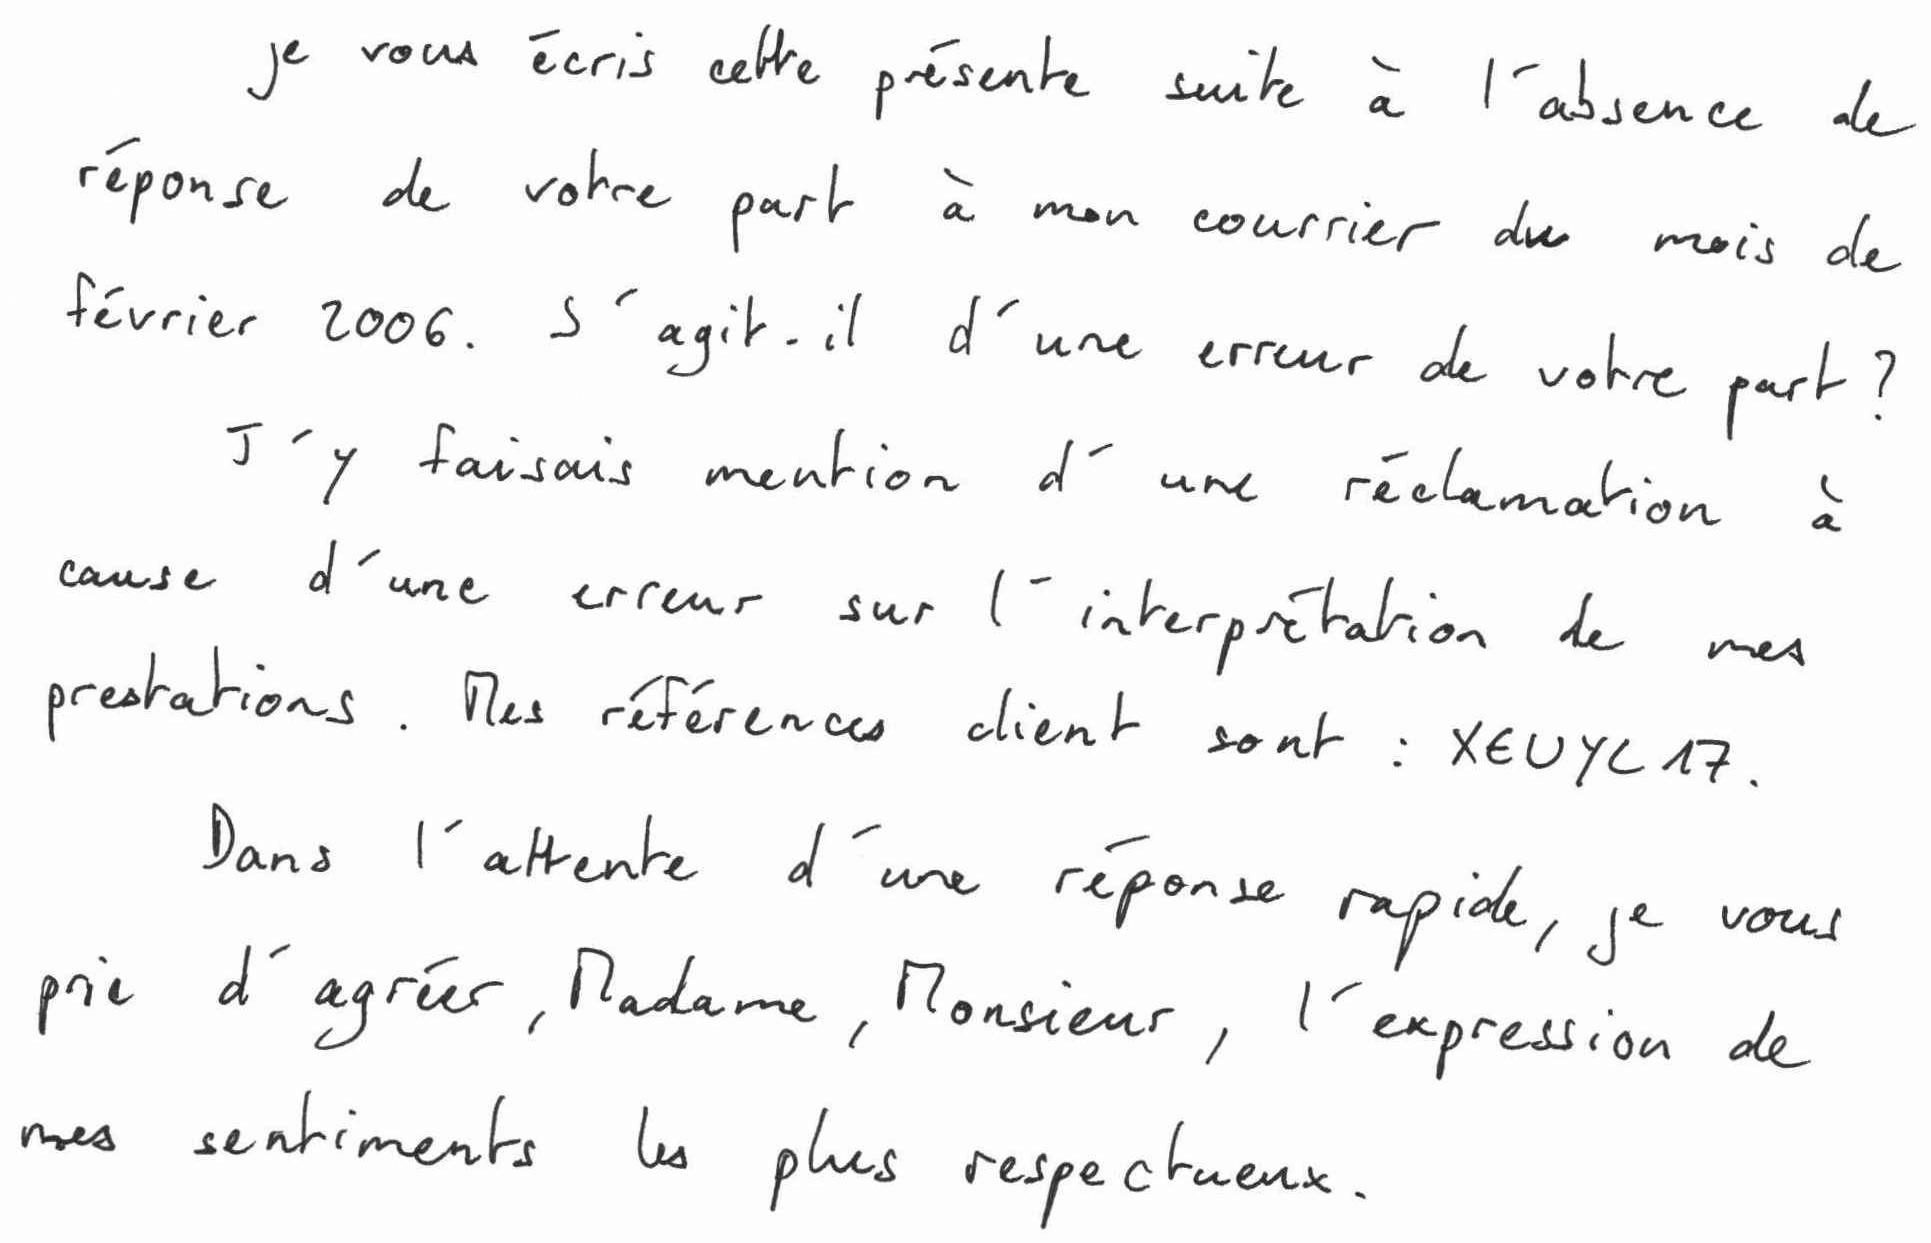 je vous écris cette présente suite à l'absence de
réponse de votre part à mon courrier du mois de
février 2006. S'agit-il d'une erreur de votre part ?
J'y faisais mention d'une réclamation à
cause d'une erreur sur l'interprétation de mes
prestations. Mes références client sont : XEUYL17.
Dans l'attente d'une réponse rapide, je vous
prie d'agréer, Madame, Monsieur, l'expression de
mes sentiments les plus respectueux.